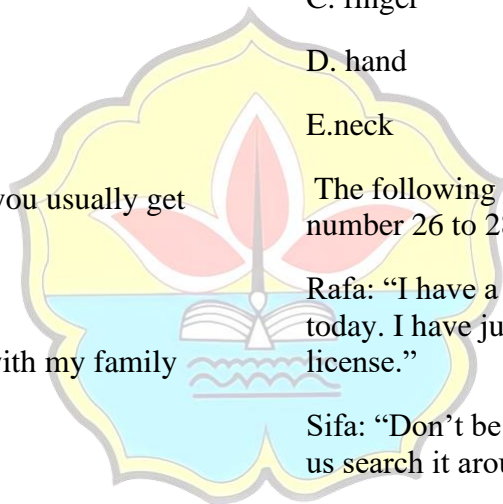 you usually get
with my family
C. finger
D. hand
E.neck
The following
number 26 to 2
Rafa: “I have a
today. I have ju
license.”
Sifa: “Don’t be
us search it arou